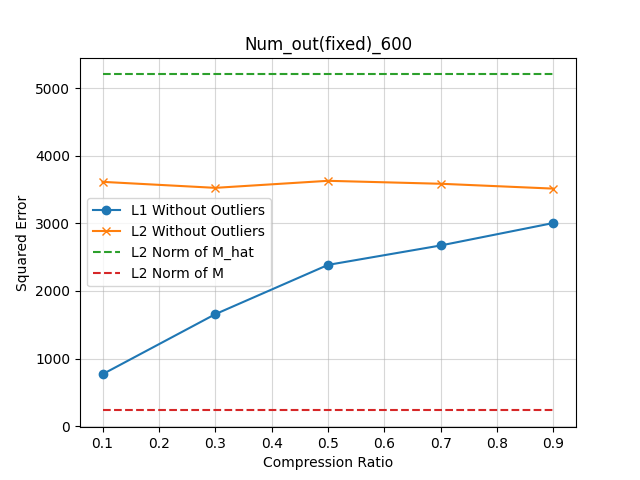 Num_out(fixed)_600
5000
4000
3000
2000
1000
0
Squared Error
L1 Without Outliers
L2 Without Outliers
L2 Norm of M_hat
L2 Norm of M
0.1 0.2 0.3 0.4 0.5 0.6 0.7 0.8 0.9
Compression Ratio